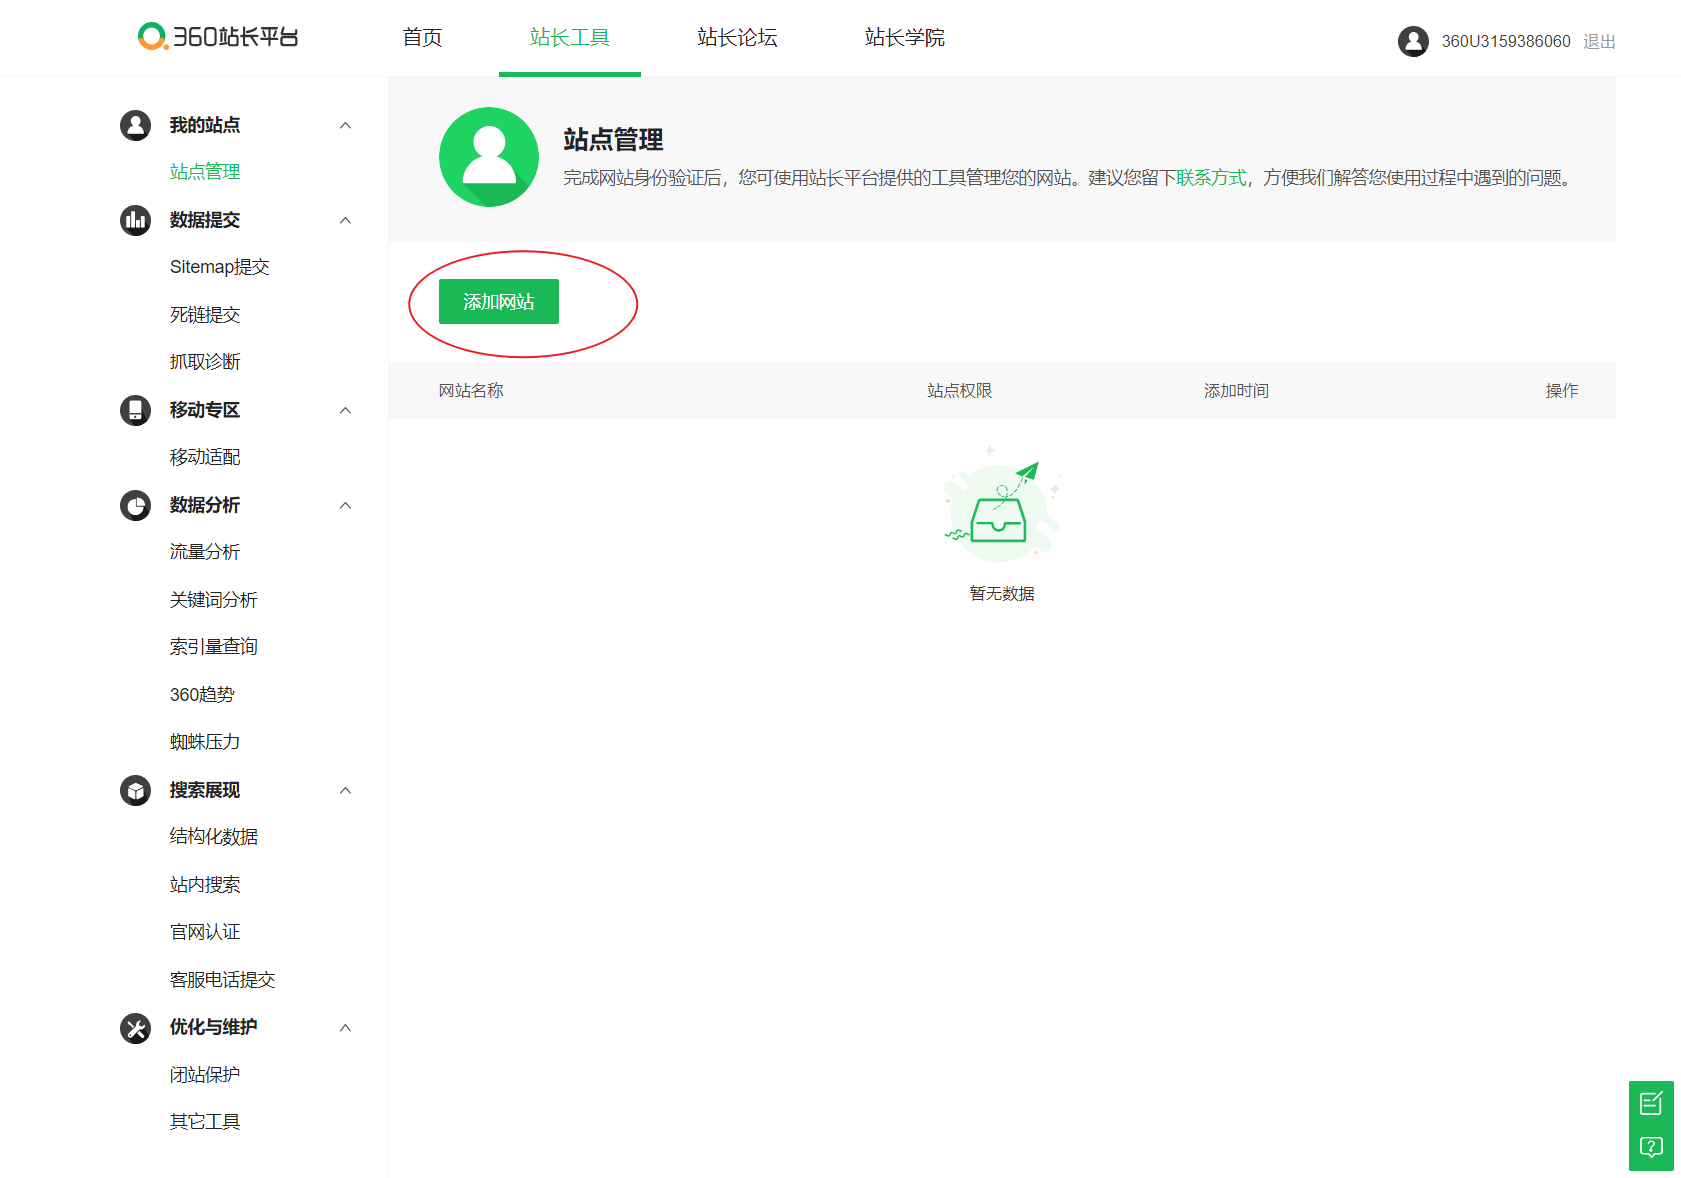 360站长平台
首页
站长工具
站长论坛
站长学院
360U3159386060 退出
我的站点
站点管理
数据提交
Sitemap提交
死链提交
抓取诊断
移动专区
移动适配
数据分析
流量分析
关键词分析
索引量查询
360趋势
蜘蛛压力
搜索展现
结构化数据
站内搜索
官网认证
客服电话提交
优化与维护
闭站保护
其它工具
站点管理
完成网站身份验证后，您可使用站长平台提供的工具管理您的网站。建议您留下联系方式，方便我们解答您使用过程中遇到的问题。
添加网站
网站名称 站点权限 添加时间 操作
暂无数据